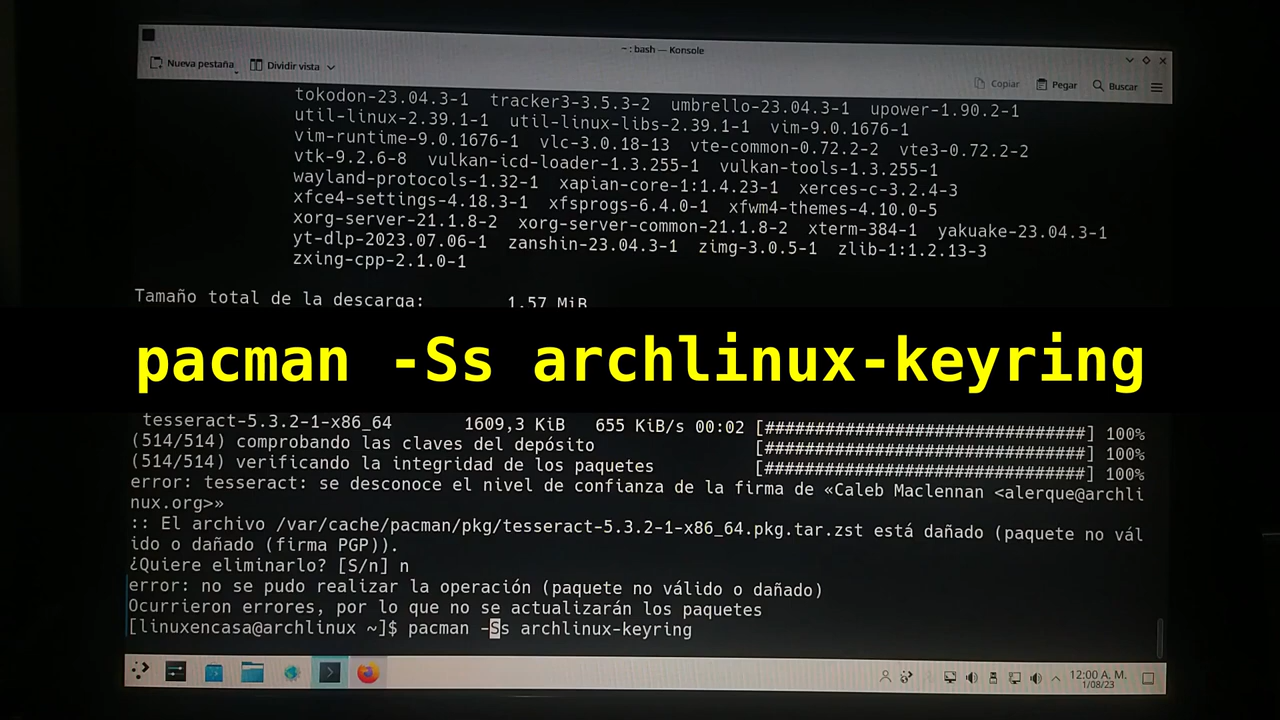 ~ : bash — Konsole
Nueva pestaña
Dividir vista
Copiar
Pegar
Buscar
tokodon-23.04.3-1 tracker3-3.5.3-2 umbrello-23.04.3-1 upower-1.90.2-1
util-linux-2.39.1-1 util-linux-libs-2.39.1-1 vim-9.0.1676-1
vim-runtime-9.0.1676-1 vlc-3.0.18-13 vte-common-0.72.2-2 vte3-0.72.2-2
vtk-9.2.6-8 vulkan-icd-loader-1.3.255-1 vulkan-tools-1.3.255-1
wayland-protocols-1.32-1 xapian-core-1:1.4.23-1 xerces-c-3.2.4-3
xfce4-settings-4.18.3-1 xfsprogs-6.4.0-1 xfwm4-themes-4.10.0-5
xorg-server-21.1.8-2 xorg-server-common-21.1.8-2 xterm-384-1 yakuake-23.04.3-1
yt-dlp-2023.07.06-1 zanshin-23.04.3-1 zimg-3.0.5-1 zlib-1:1.2.13-3
zxing-cpp-2.1.0-1
Tamaño total de la descarga: 1,57 MiB
pacman -Ss archlinux-keyring
tesseract-5.3.2-1-x86_64 1609,3 KiB 655 KiB/s 00:02 [################################] 100%
(514/514) comprobando las claves del depósito [################################] 100%
(514/514) verificando la integridad de los paquetes [################################] 100%
error: tesseract: se desconoce el nivel de confianza de la firma de «Caleb Maclennan <alerque@archli
nux.org>»
:: El archivo /var/cache/pacman/pkg/tesseract-5.3.2-1-x86_64.pkg.tar.zst está dañado (paquete no vál
ido o dañado (firma PGP)).
¿Quiere eliminarlo? [S/n] n
error: no se pudo realizar la operación (paquete no válido o dañado)
Ocurrieron errores, por lo que no se actualizarán los paquetes
[linuxencasa@archlinux ~]$ pacman -Ss archlinux-keyring
12:00 A. M.
1/08/23